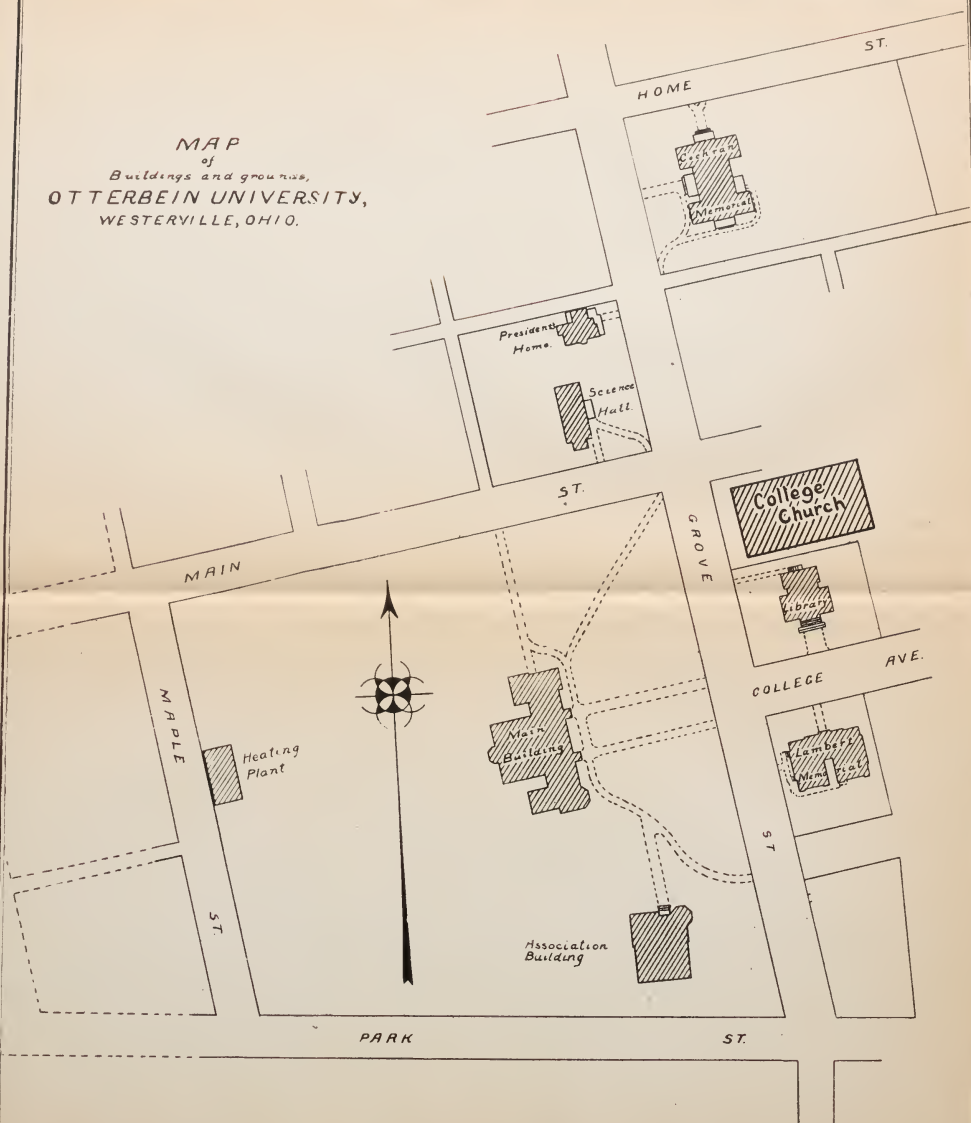 MAP
of
Buildings and grounds,
OTTERBEIN UNIVERSITY,
WESTERVILLE, OHIO.
HOME ST.
Cochran
Memorial
President's
Home.
Science
Hall.
MAIN ST.
College
Church
GROVE ST
Library
COLLEGE AVE.
Lambert
Memorial
Main
Building
MAPLE ST.
Heating
Plant
Association
Building
PARK ST.